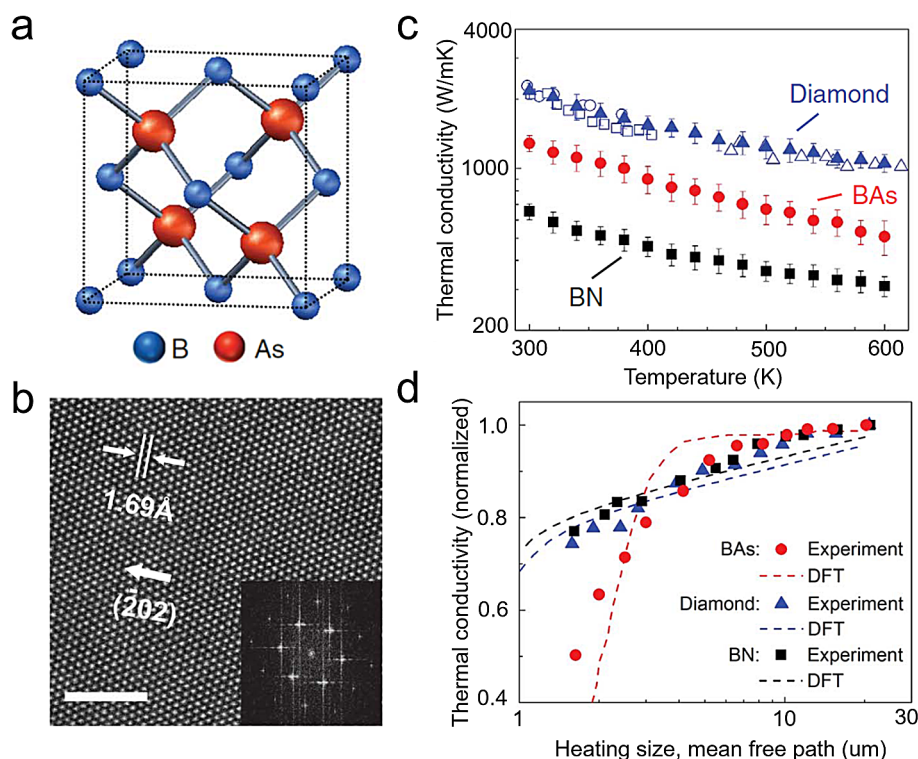 a
B
As
b
1.69Å
(2̄02)
c
Thermal conductivity (W/mK)
4000
1000
200
Diamond
BAs
BN
300
400
500
600
Temperature (K)
d
Thermal conductivity (normalized)
1.0
0.8
0.6
0.4
BAs: Experiment
DFT
Diamond: Experiment
DFT
BN: Experiment
DFT
1
10
30
Heating size, mean free path (um)